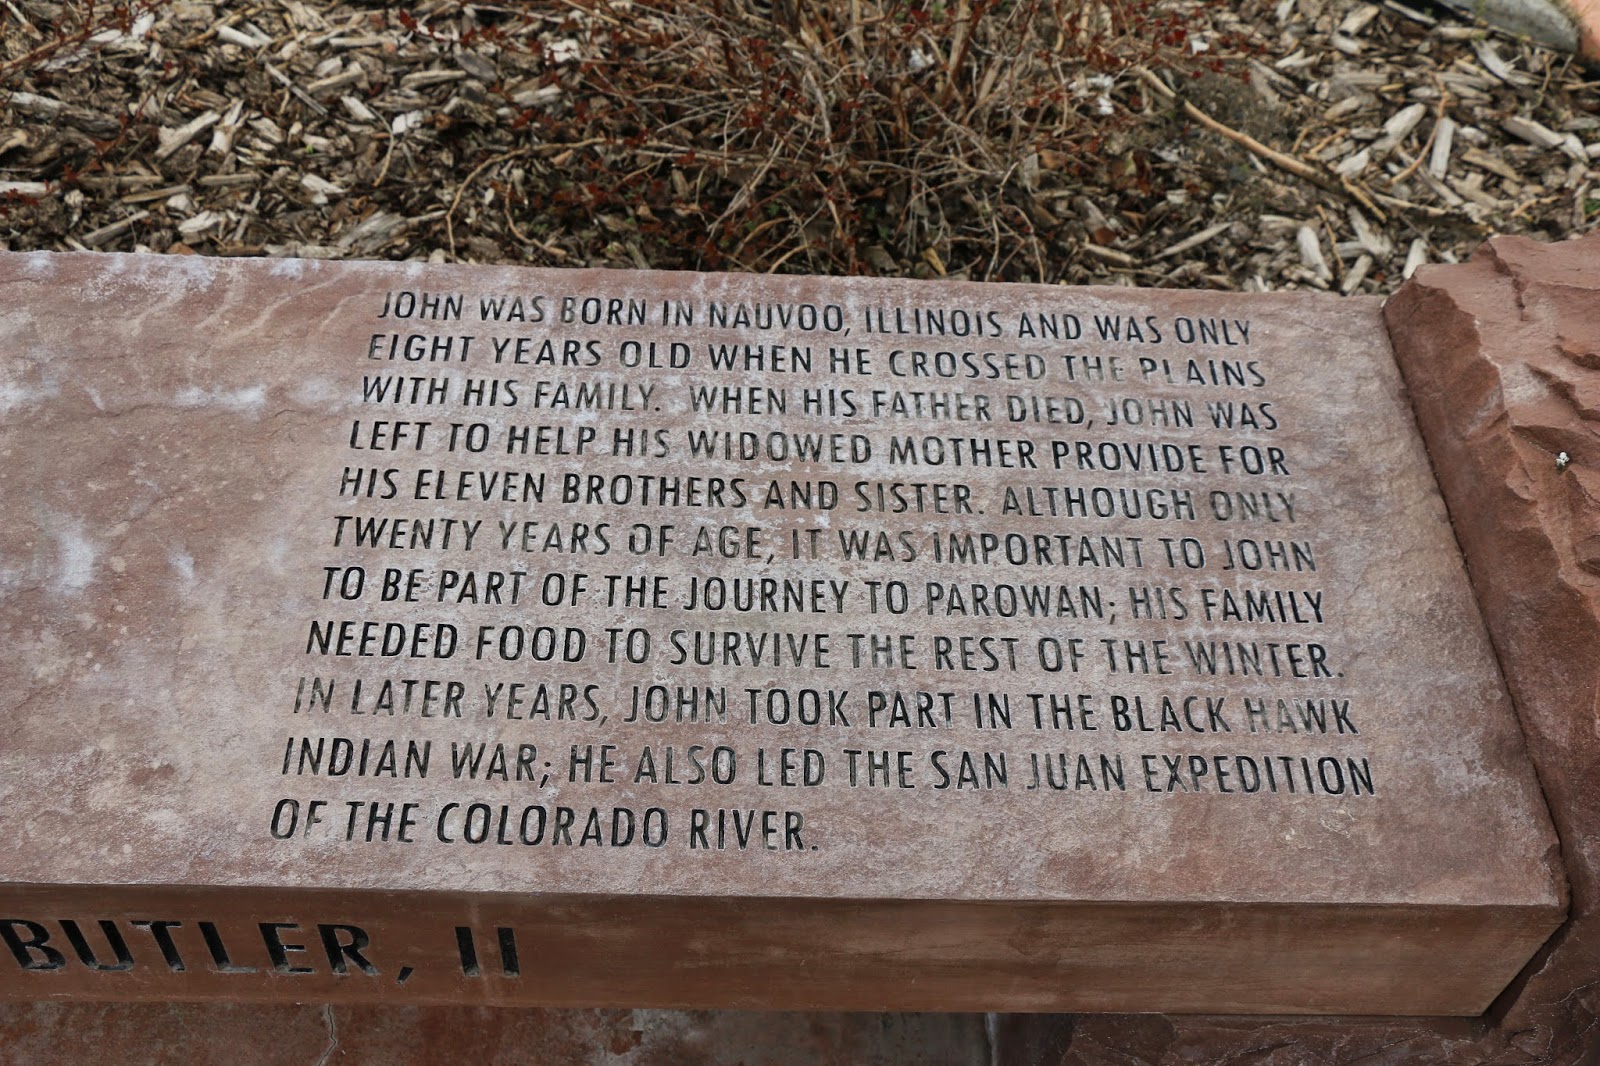 JOHN WAS BORN IN NAUVOO, ILLINOIS AND WAS ONLY
EIGHT YEARS OLD WHEN HE CROSSED THE PLAINS
WITH HIS FAMILY. WHEN HIS FATHER DIED, JOHN WAS
LEFT TO HELP HIS WIDOWED MOTHER PROVIDE FOR
HIS ELEVEN BROTHERS AND SISTER. ALTHOUGH ONLY
TWENTY YEARS OF AGE, IT WAS IMPORTANT TO JOHN
TO BE PART OF THE JOURNEY TO PAROWAN; HIS FAMILY
NEEDED FOOD TO SURVIVE THE REST OF THE WINTER.
IN LATER YEARS, JOHN TOOK PART IN THE BLACK HAWK
INDIAN WAR; HE ALSO LED THE SAN JUAN EXPEDITION
OF THE COLORADO RIVER.
BUTLER, II